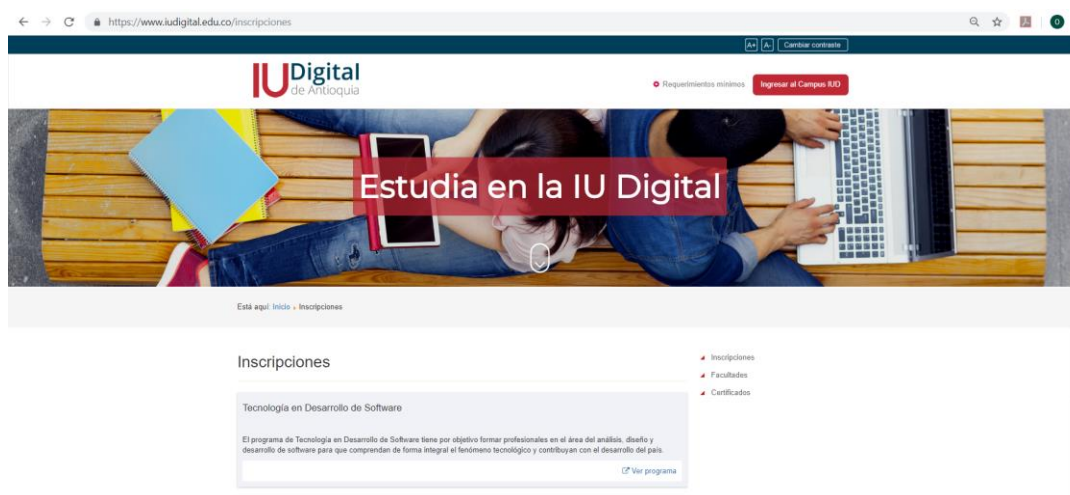 https://www.iudigital.edu.co/inscripciones
O
A+ A- Cambiar contraste
IUDigital
de Antioquia
Requerimientos mínimos
Ingresar al Campus IUD
Estudia en la IU Digital
Está aquí: Inicio Inscripciones
Inscripciones
Tecnología en Desarrollo de Software
El programa de Tecnología en Desarrollo de Software tiene por objetivo formar profesionales en el área del análisis, diseño y
desarrollo de software para que comprendan de forma integral el fenómeno tecnológico y contribuyan con el desarrollo del país.
Ver programa
Inscripciones
Facultades
Certificados